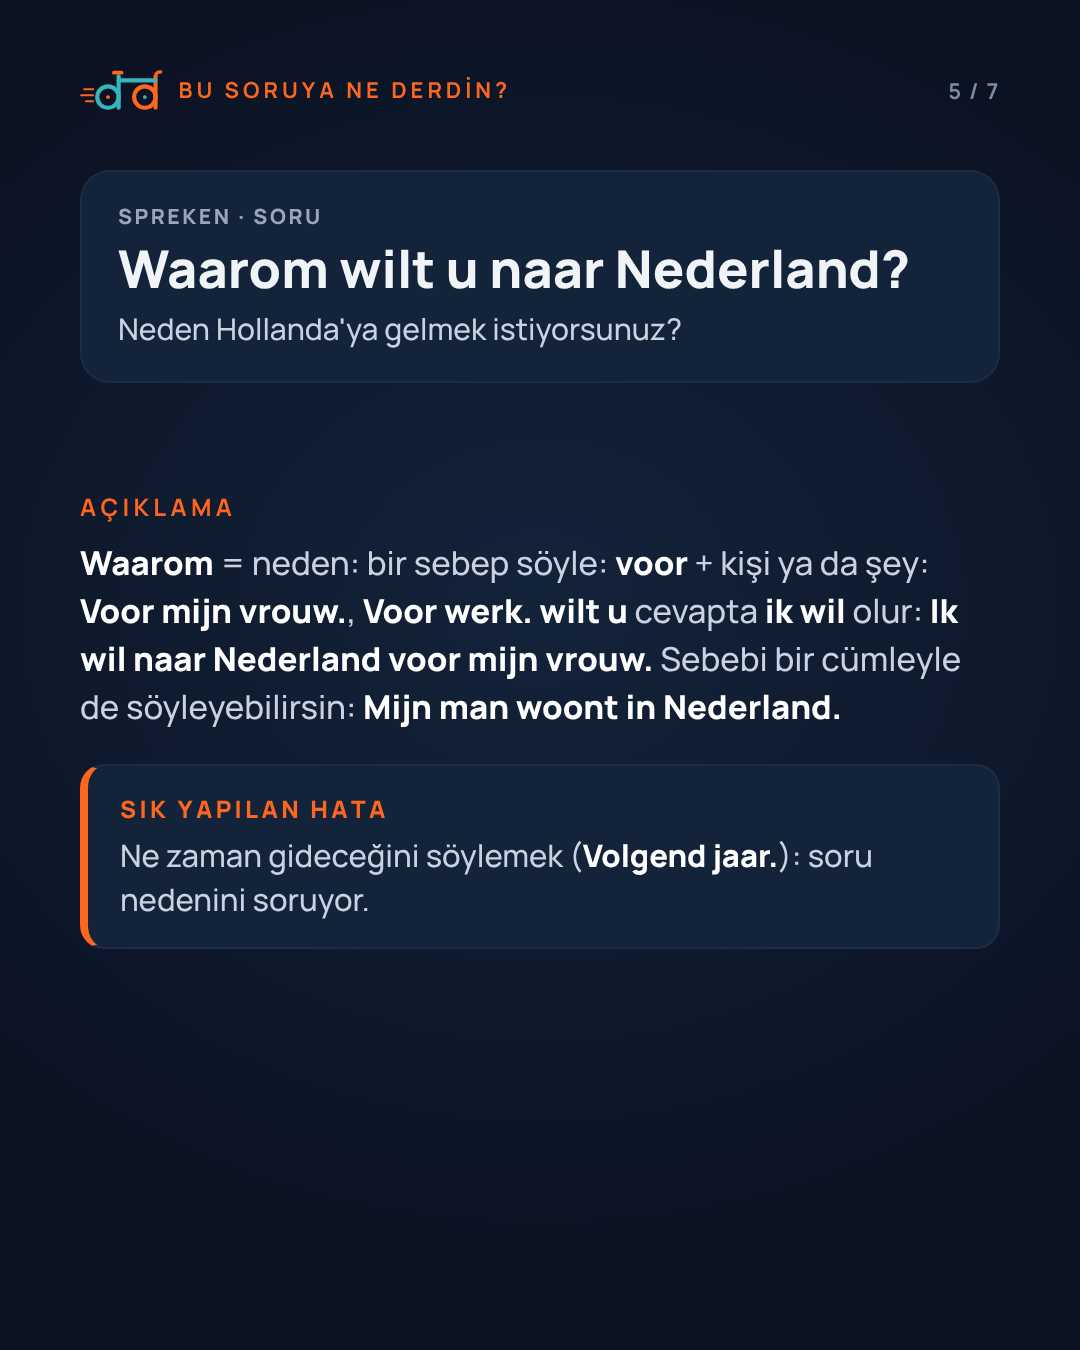 BU SORUYA NE DERDİN?
5 / 7
SPREKEN · SORU
Waarom wilt u naar Nederland?
Neden Hollanda'ya gelmek istiyorsunuz?
AÇIKLAMA
Waarom = neden: bir sebep söyle: voor + kişi ya da şey:
Voor mijn vrouw., Voor werk. wilt u cevapta ik wil olur: Ik
wil naar Nederland voor mijn vrouw. Sebebi bir cümleyle
de söyleyebilirsin: Mijn man woont in Nederland.
SIK YAPILAN HATA
Ne zaman gideceğini söylemek (Volgend jaar.): soru
nedenini soruyor.